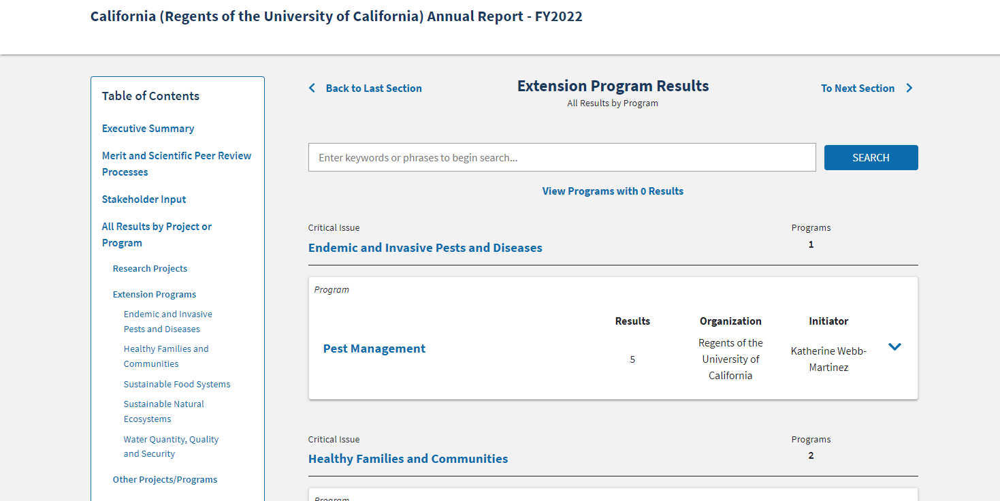 California (Regents of the University of California) Annual Report - FY2022
Table of Contents
Executive Summary
Merit and Scientific Peer Review
Processes
Stakeholder Input
All Results by Project or
Program
Research Projects
Extension Programs
Endemic and Invasive
Pests and Diseases
Healthy Families and
Communities
Sustainable Food Systems
Sustainable Natural
Ecosystems
Water Quantity, Quality
and Security
Other Projects/Programs
Back to Last Section
Extension Program Results
All Results by Program
To Next Section
Enter keywords or phrases to begin search...
SEARCH
View Programs with 0 Results
Critical Issue
Programs
Endemic and Invasive Pests and Diseases
1
Program
Results
Organization
Initiator
Pest Management
5
Regents of the
University of
California
Katherine Webb-
Martinez
Critical Issue
Programs
Healthy Families and Communities
2
Program